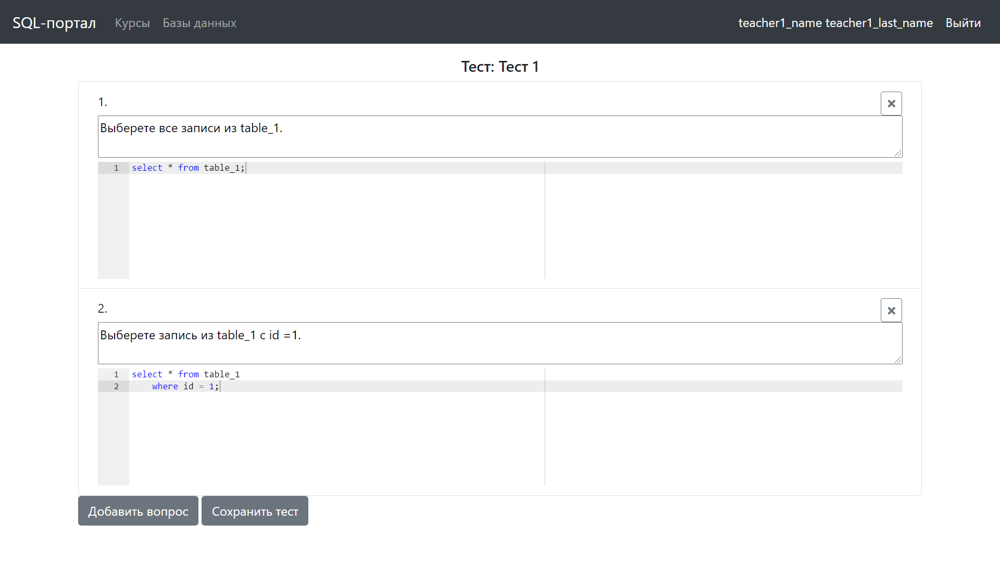 SQL-портал Курсы Базы данных teacher1_name teacher1_last_name Выйти
Тест: Тест 1
1.
Выберете все записи из table_1.
1 select * from table_1;
2.
Выберете запись из table_1 с id =1.
1 select * from table_1
2 where id = 1;
Добавить вопрос Сохранить тест